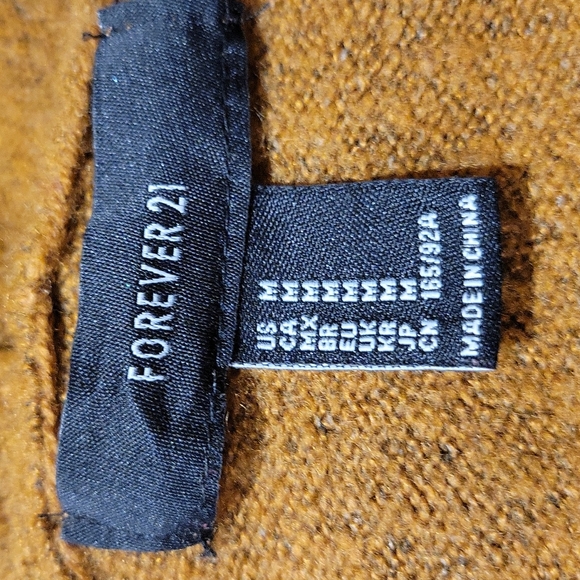 FOREVER 21
US M
CA M
MX M
BR M
EU M
UK M
KR M
JP M
CN 165/92A
MADE IN CHINA